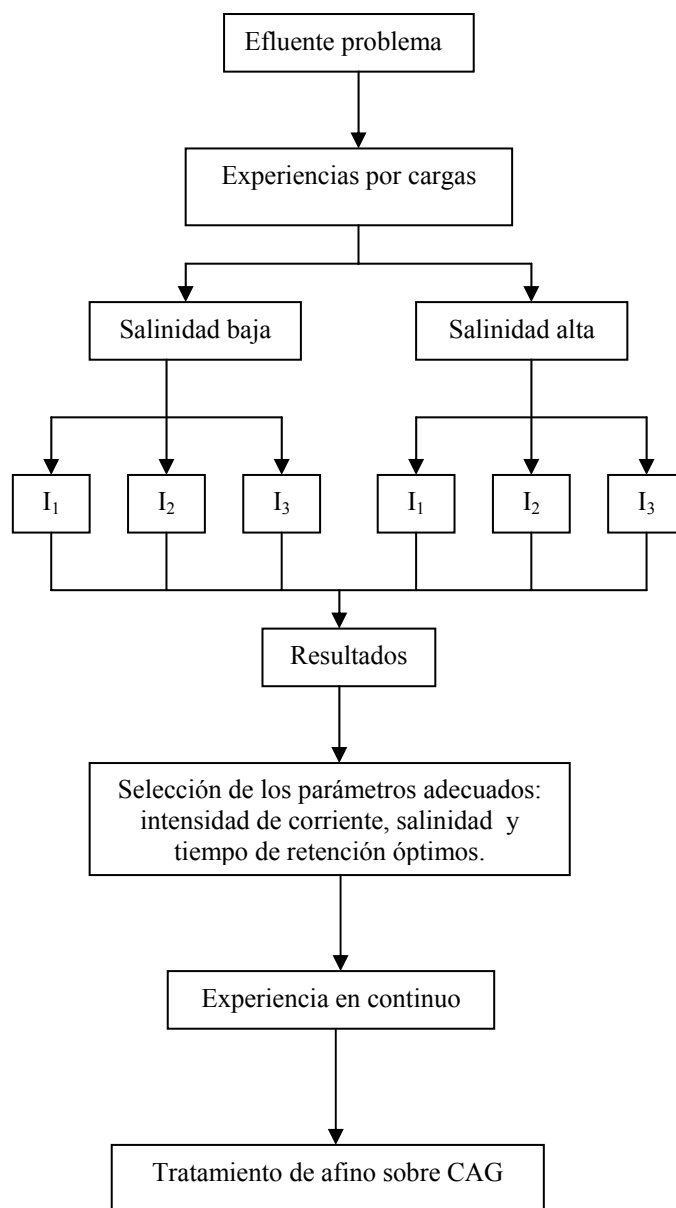 Efluente problema
Experiencias por cargas
Salinidad baja
Salinidad alta
I₁
I₂
I₃
I₁
I₂
I₃
Resultados
Selección de los parámetros adecuados:
intensidad de corriente, salinidad y
tiempo de retención óptimos.
Experiencia en continuo
Tratamiento de afino sobre CAG